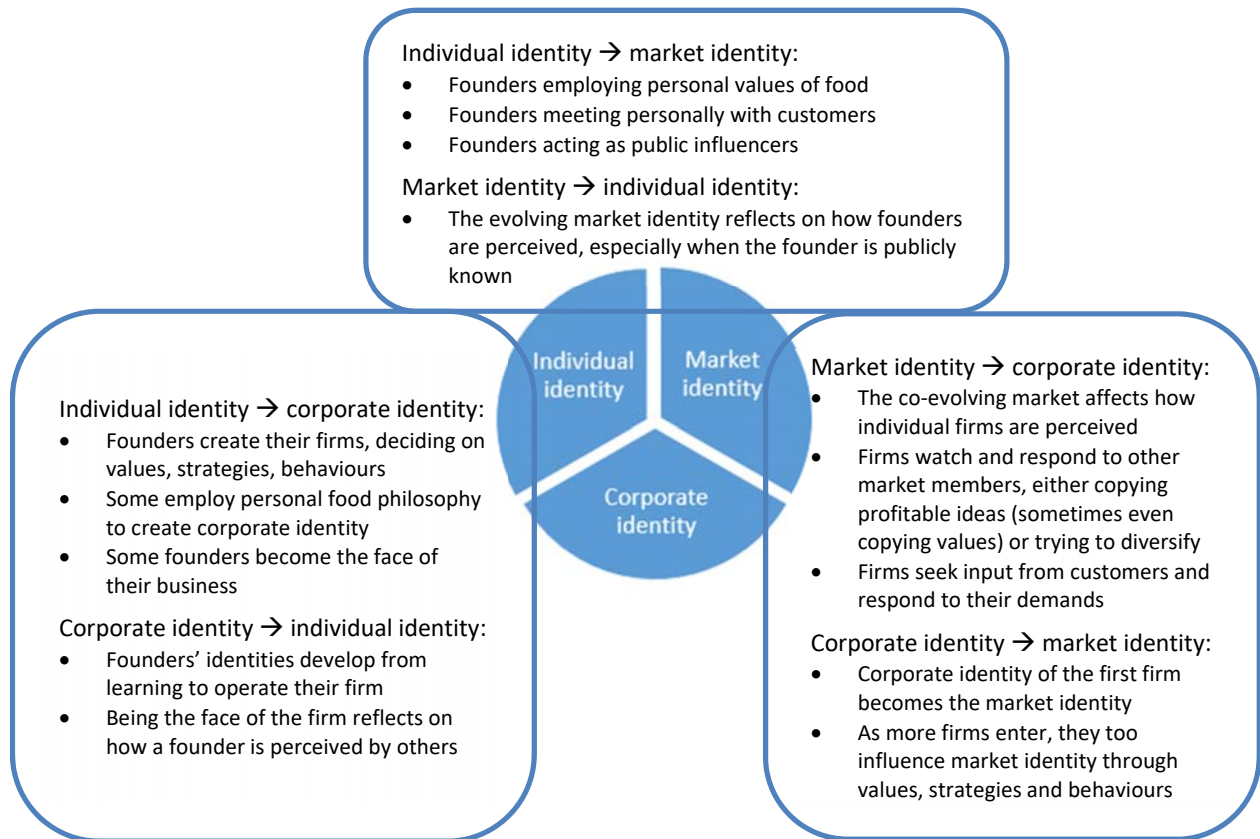 Individual identity → market identity:
• Founders employing personal values of food
• Founders meeting personally with customers
• Founders acting as public influencers
Market identity → individual identity:
• The evolving market identity reflects on how founders
are perceived, especially when the founder is publicly
known
Individual
identity
Market
identity
Corporate
identity
Individual identity → corporate identity:
• Founders create their firms, deciding on
values, strategies, behaviours
• Some employ personal food philosophy
to create corporate identity
• Some founders become the face of
their business
Corporate identity → individual identity:
• Founders’ identities develop from
learning to operate their firm
• Being the face of the firm reflects on
how a founder is perceived by others
Market identity → corporate identity:
• The co-evolving market affects how
individual firms are perceived
• Firms watch and respond to other
market members, either copying
profitable ideas (sometimes even
copying values) or trying to diversify
• Firms seek input from customers and
respond to their demands
Corporate identity → market identity:
• Corporate identity of the first firm
becomes the market identity
• As more firms enter, they too
influence market identity through
values, strategies and behaviours